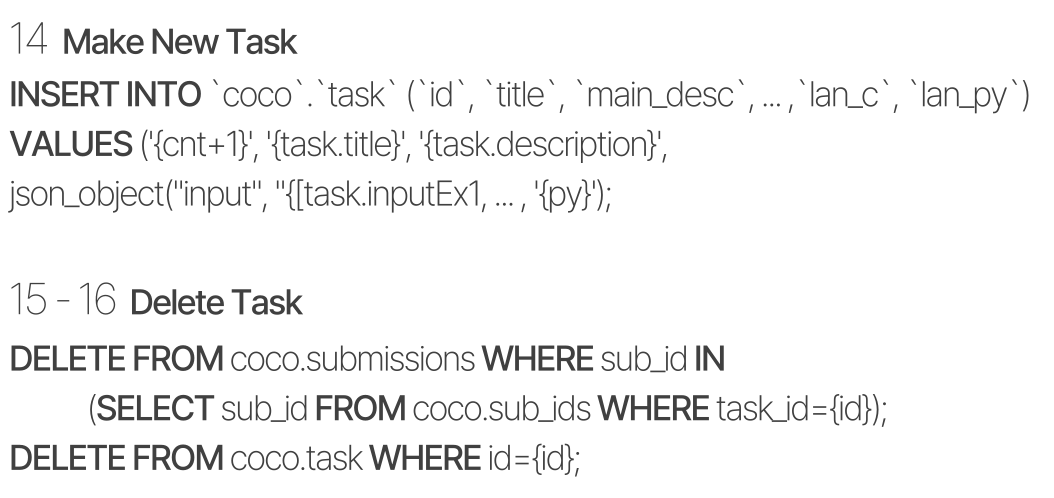 14 Make New Task
INSERT INTO `coco`.`task` (`id`, `title`, `main_desc`, ... ,`lan_c`, `lan_py`)
VALUES ('{cnt+1}', '{task.title}', '{task.description}',
json_object("input", "{[task.inputEx1, ... , '{py}');
15 - 16 Delete Task
DELETE FROM coco.submissions WHERE sub_id IN
(SELECT sub_id FROM coco.sub_ids WHERE task_id={id});
DELETE FROM coco.task WHERE id={id};